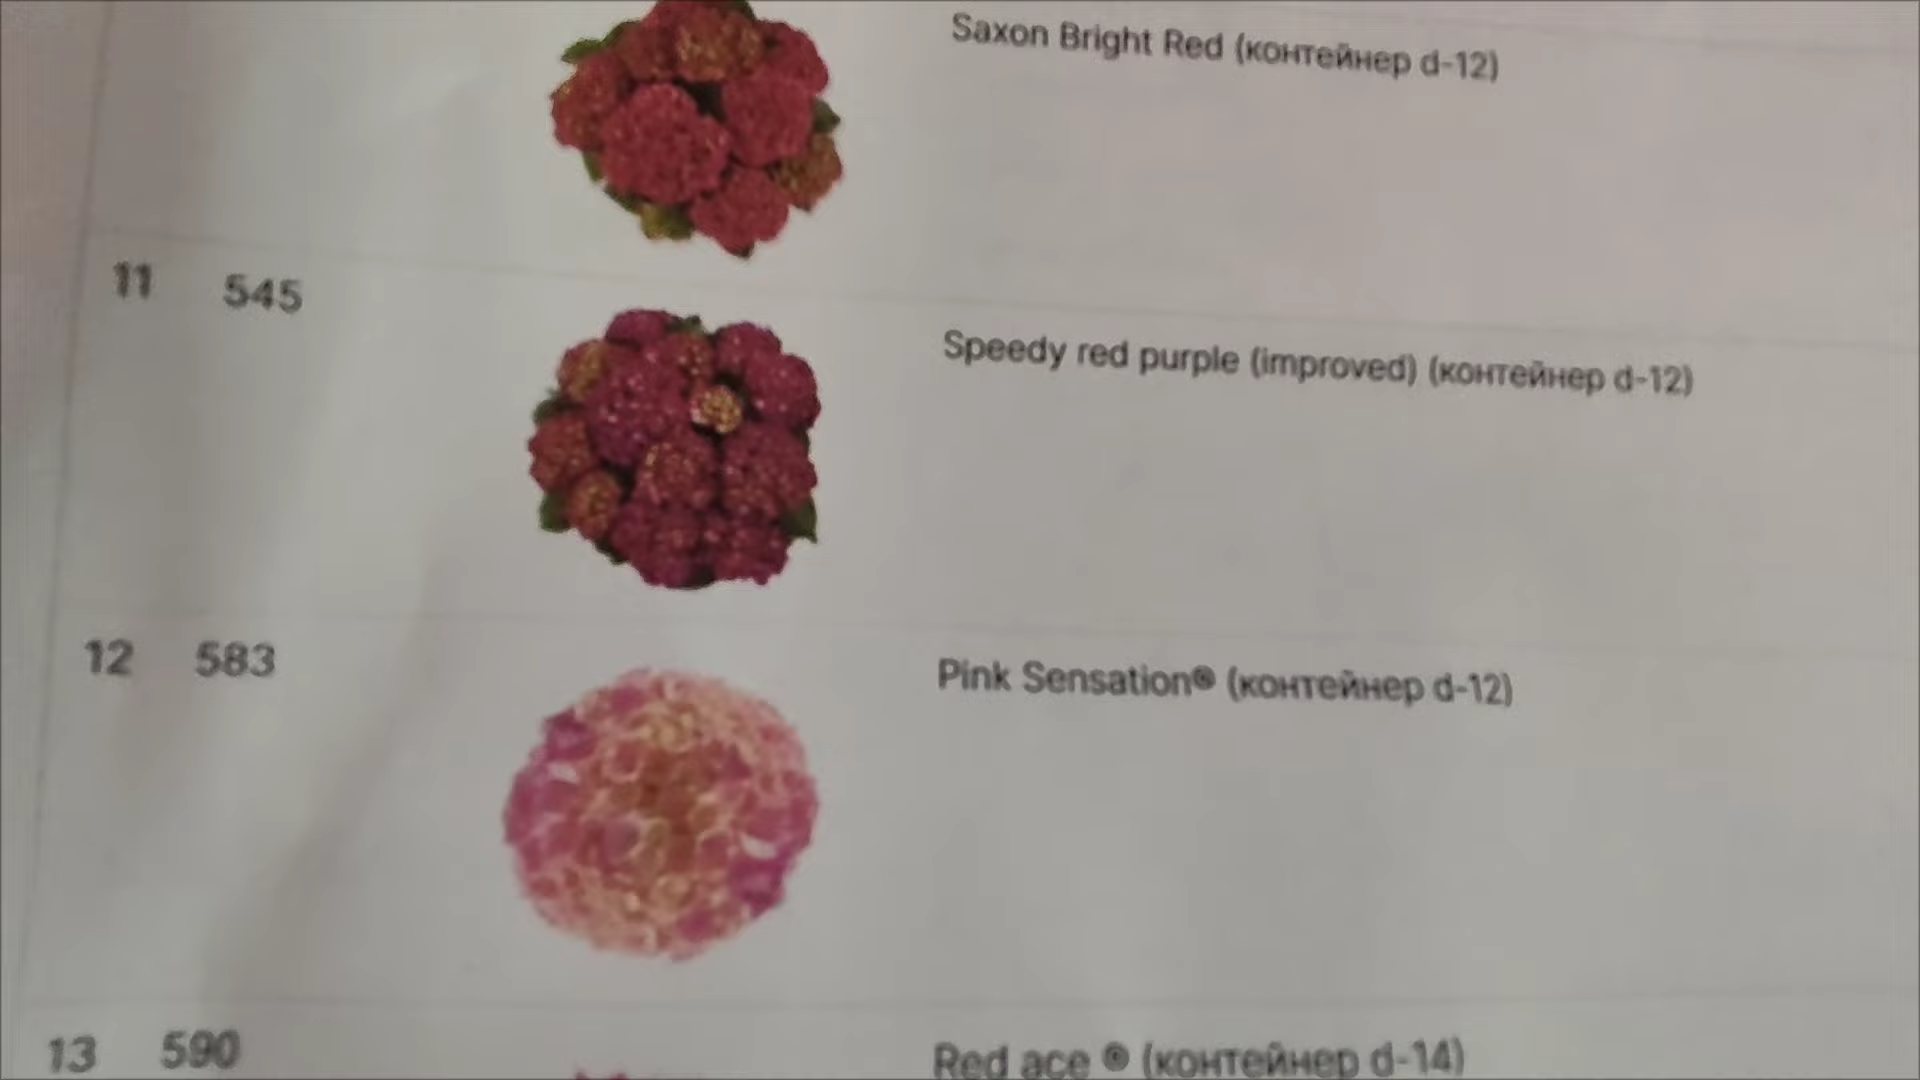 Saxon Bright Red (контейнер d-12)
11 545 Speedy red purple (improved) (контейнер d-12)
12 583 Pink Sensation® (контейнер d-12)
13 590 Red ace ® (контейнер d-14)